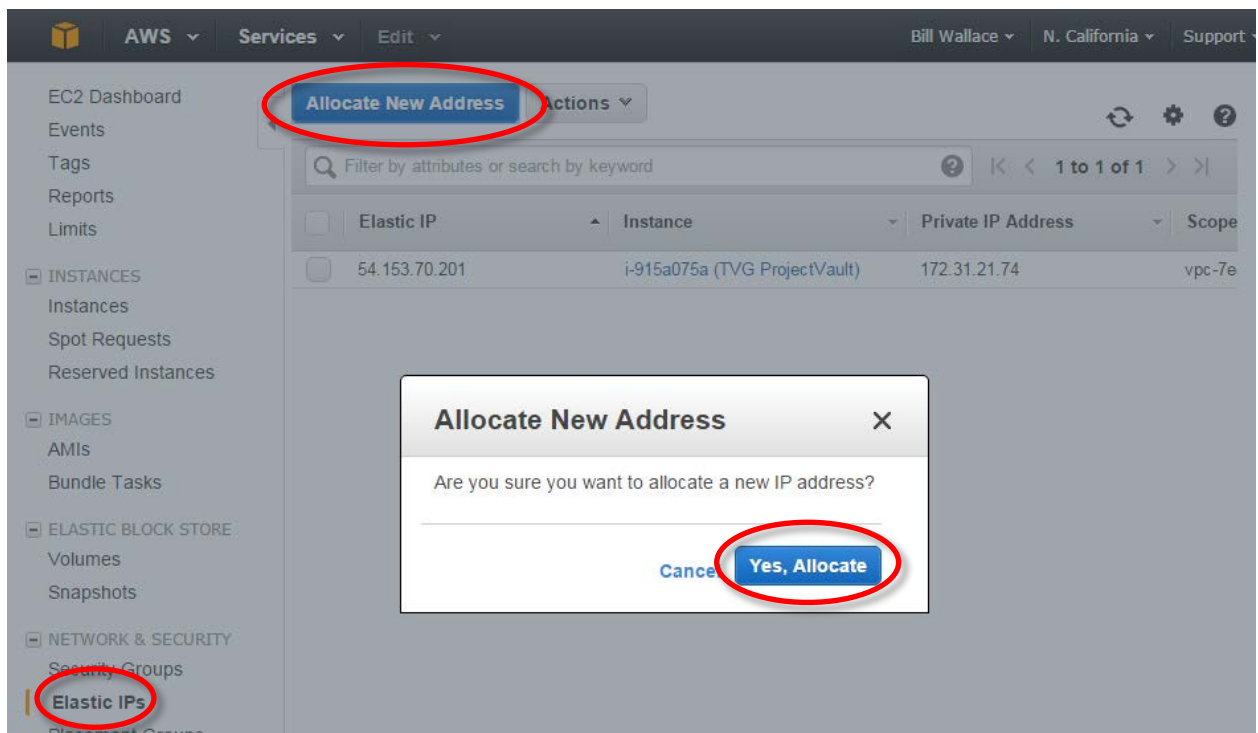 AWS Services Edit Bill Wallace N. California Support
EC2 Dashboard
Events
Tags
Reports
Limits
INSTANCES
Instances
Spot Requests
Reserved Instances
IMAGES
AMIs
Bundle Tasks
ELASTIC BLOCK STORE
Volumes
Snapshots
NETWORK & SECURITY
Security Groups
Elastic IPs
Placement Groups
Allocate New Address Actions
Filter by attributes or search by keyword 1 to 1 of 1
Elastic IP Instance Private IP Address Scope
54.153.70.201 i-915a075a (TVG ProjectVault) 172.31.21.74 vpc-7e
Allocate New Address
Are you sure you want to allocate a new IP address?
Cancel Yes, Allocate